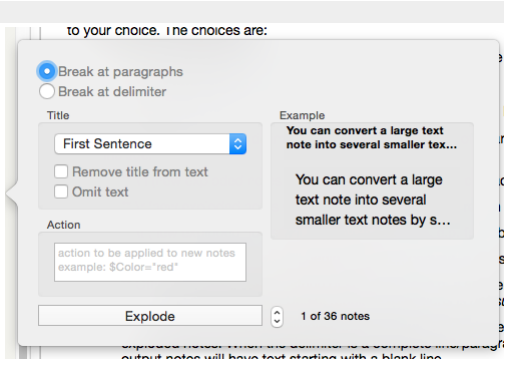 to your choice. The choices are:
Break at paragraphs
Break at delimiter
Title
First Sentence
Remove title from text
Omit text
Action
action to be applied to new notes
example: $Color="red"
Example
You can convert a large text
note into several smaller tex...
You can convert a large
text note into several
smaller text notes by s...
Explode
1 of 36 notes
exploded notes. When the delimiter is a complete line/paragr
output notes will have text starting with a blank line